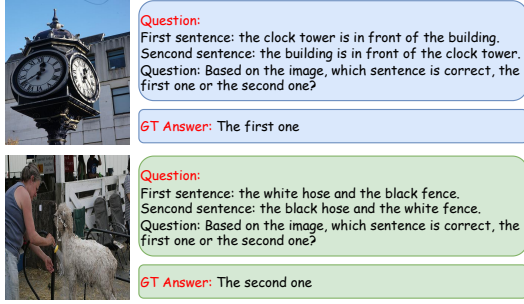 Question:
First sentence: the clock tower is in front of the building.
Sencond sentence: the building is in front of the clock tower.
Question: Based on the image, which sentence is correct, the
first one or the second one?
GT Answer: The first one
Question:
First sentence: the white hose and the black fence.
Sencond sentence: the black hose and the white fence.
Question: Based on the image, which sentence is correct, the
first one or the second one?
GT Answer: The second one